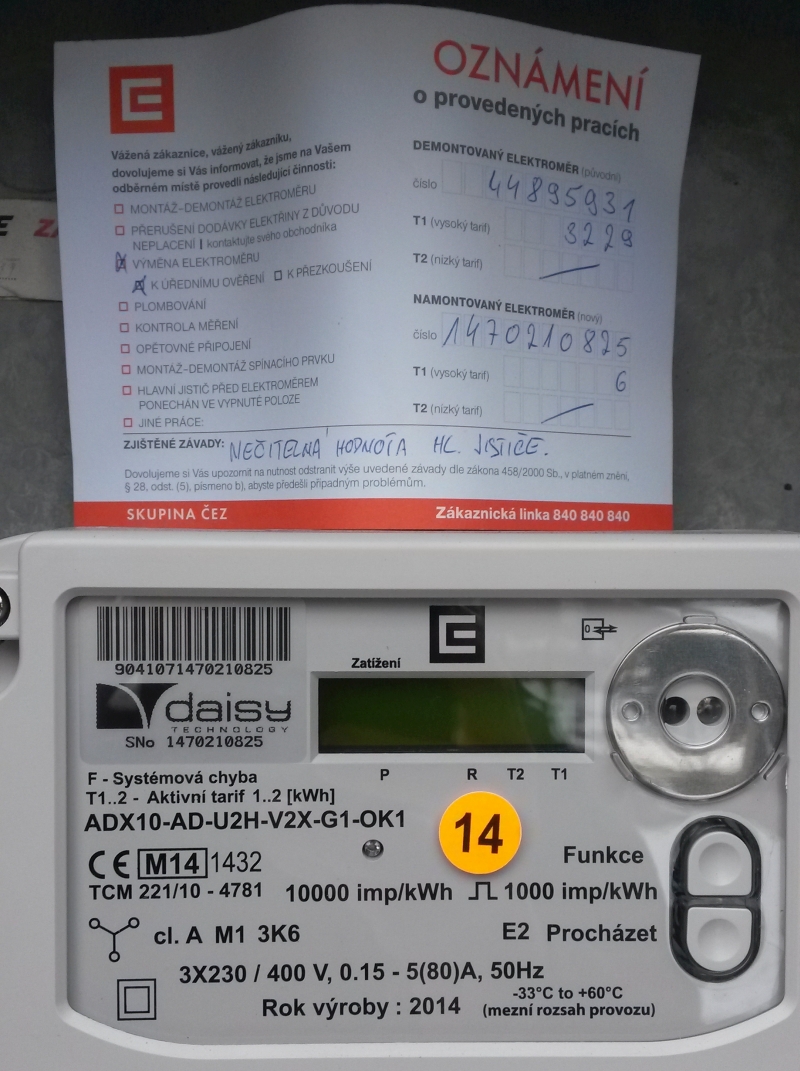 OZNÁMENÍ
o provedených pracích
Vážená zákaznice, vážený zákazníku,
dovolujeme si Vás informovat, že jsme na Vašem
odběrném místě provedli následující činnosti:
MONTÁŽ–DEMONTÁŽ ELEKTROMĚRU
PŘERUŠENÍ DODÁVKY ELEKTŘINY Z DŮVODU
NEPLACENÍ | kontaktujte svého obchodníka
VÝMĚNA ELEKTROMĚRU
K ÚŘEDNÍMU OVĚŘENÍ K PŘEZKOUŠENÍ
PLOMBOVÁNÍ
KONTROLA MĚŘENÍ
OPĚTOVNÉ PŘIPOJENÍ
MONTÁŽ–DEMONTÁŽ SPÍNACÍHO PRVKU
HLAVNÍ JISTIČ PŘED ELEKTROMĚREM
PONECHÁN VE VYPNUTÉ POLOZE
JINÉ PRÁCE:
DEMONTOVANÝ ELEKTROMĚR (původní)
číslo 44895931
T1 (vysoký tarif) 3229
T2 (nízký tarif)
NAMONTOVANÝ ELEKTROMĚR (nový)
číslo 1470210825
T1 (vysoký tarif) 6
T2 (nízký tarif)
ZJIŠTĚNÉ ZÁVADY: NEČITELNÁ HODNOTA HL. JISTIČE.
Dovolujeme si Vás upozornit na nutnost odstranit výše uvedené závady dle zákona 458/2000 Sb., v platném znění,
§ 28, odst. (5), písmeno b), abyste předešli případným problémům.
SKUPINA ČEZ Zákaznická linka 840 840 840
9041071470210825
Zatížení
daisy
TECHNOLOGY
SNo 1470210825
P R T2 T1
F - Systémová chyba
T1..2 - Aktivní tarif 1..2 [kWh]
ADX10-AD-U2H-V2X-G1-OK1
14
Funkce
CE M14 1432
TCM 221/10 - 4781 10000 imp/kWh 1000 imp/kWh
cl. A M1 3K6 E2 Procházet
3X230 / 400 V, 0.15 - 5(80)A, 50Hz
Rok výroby : 2014 -33°C to +60°C
(mezní rozsah provozu)